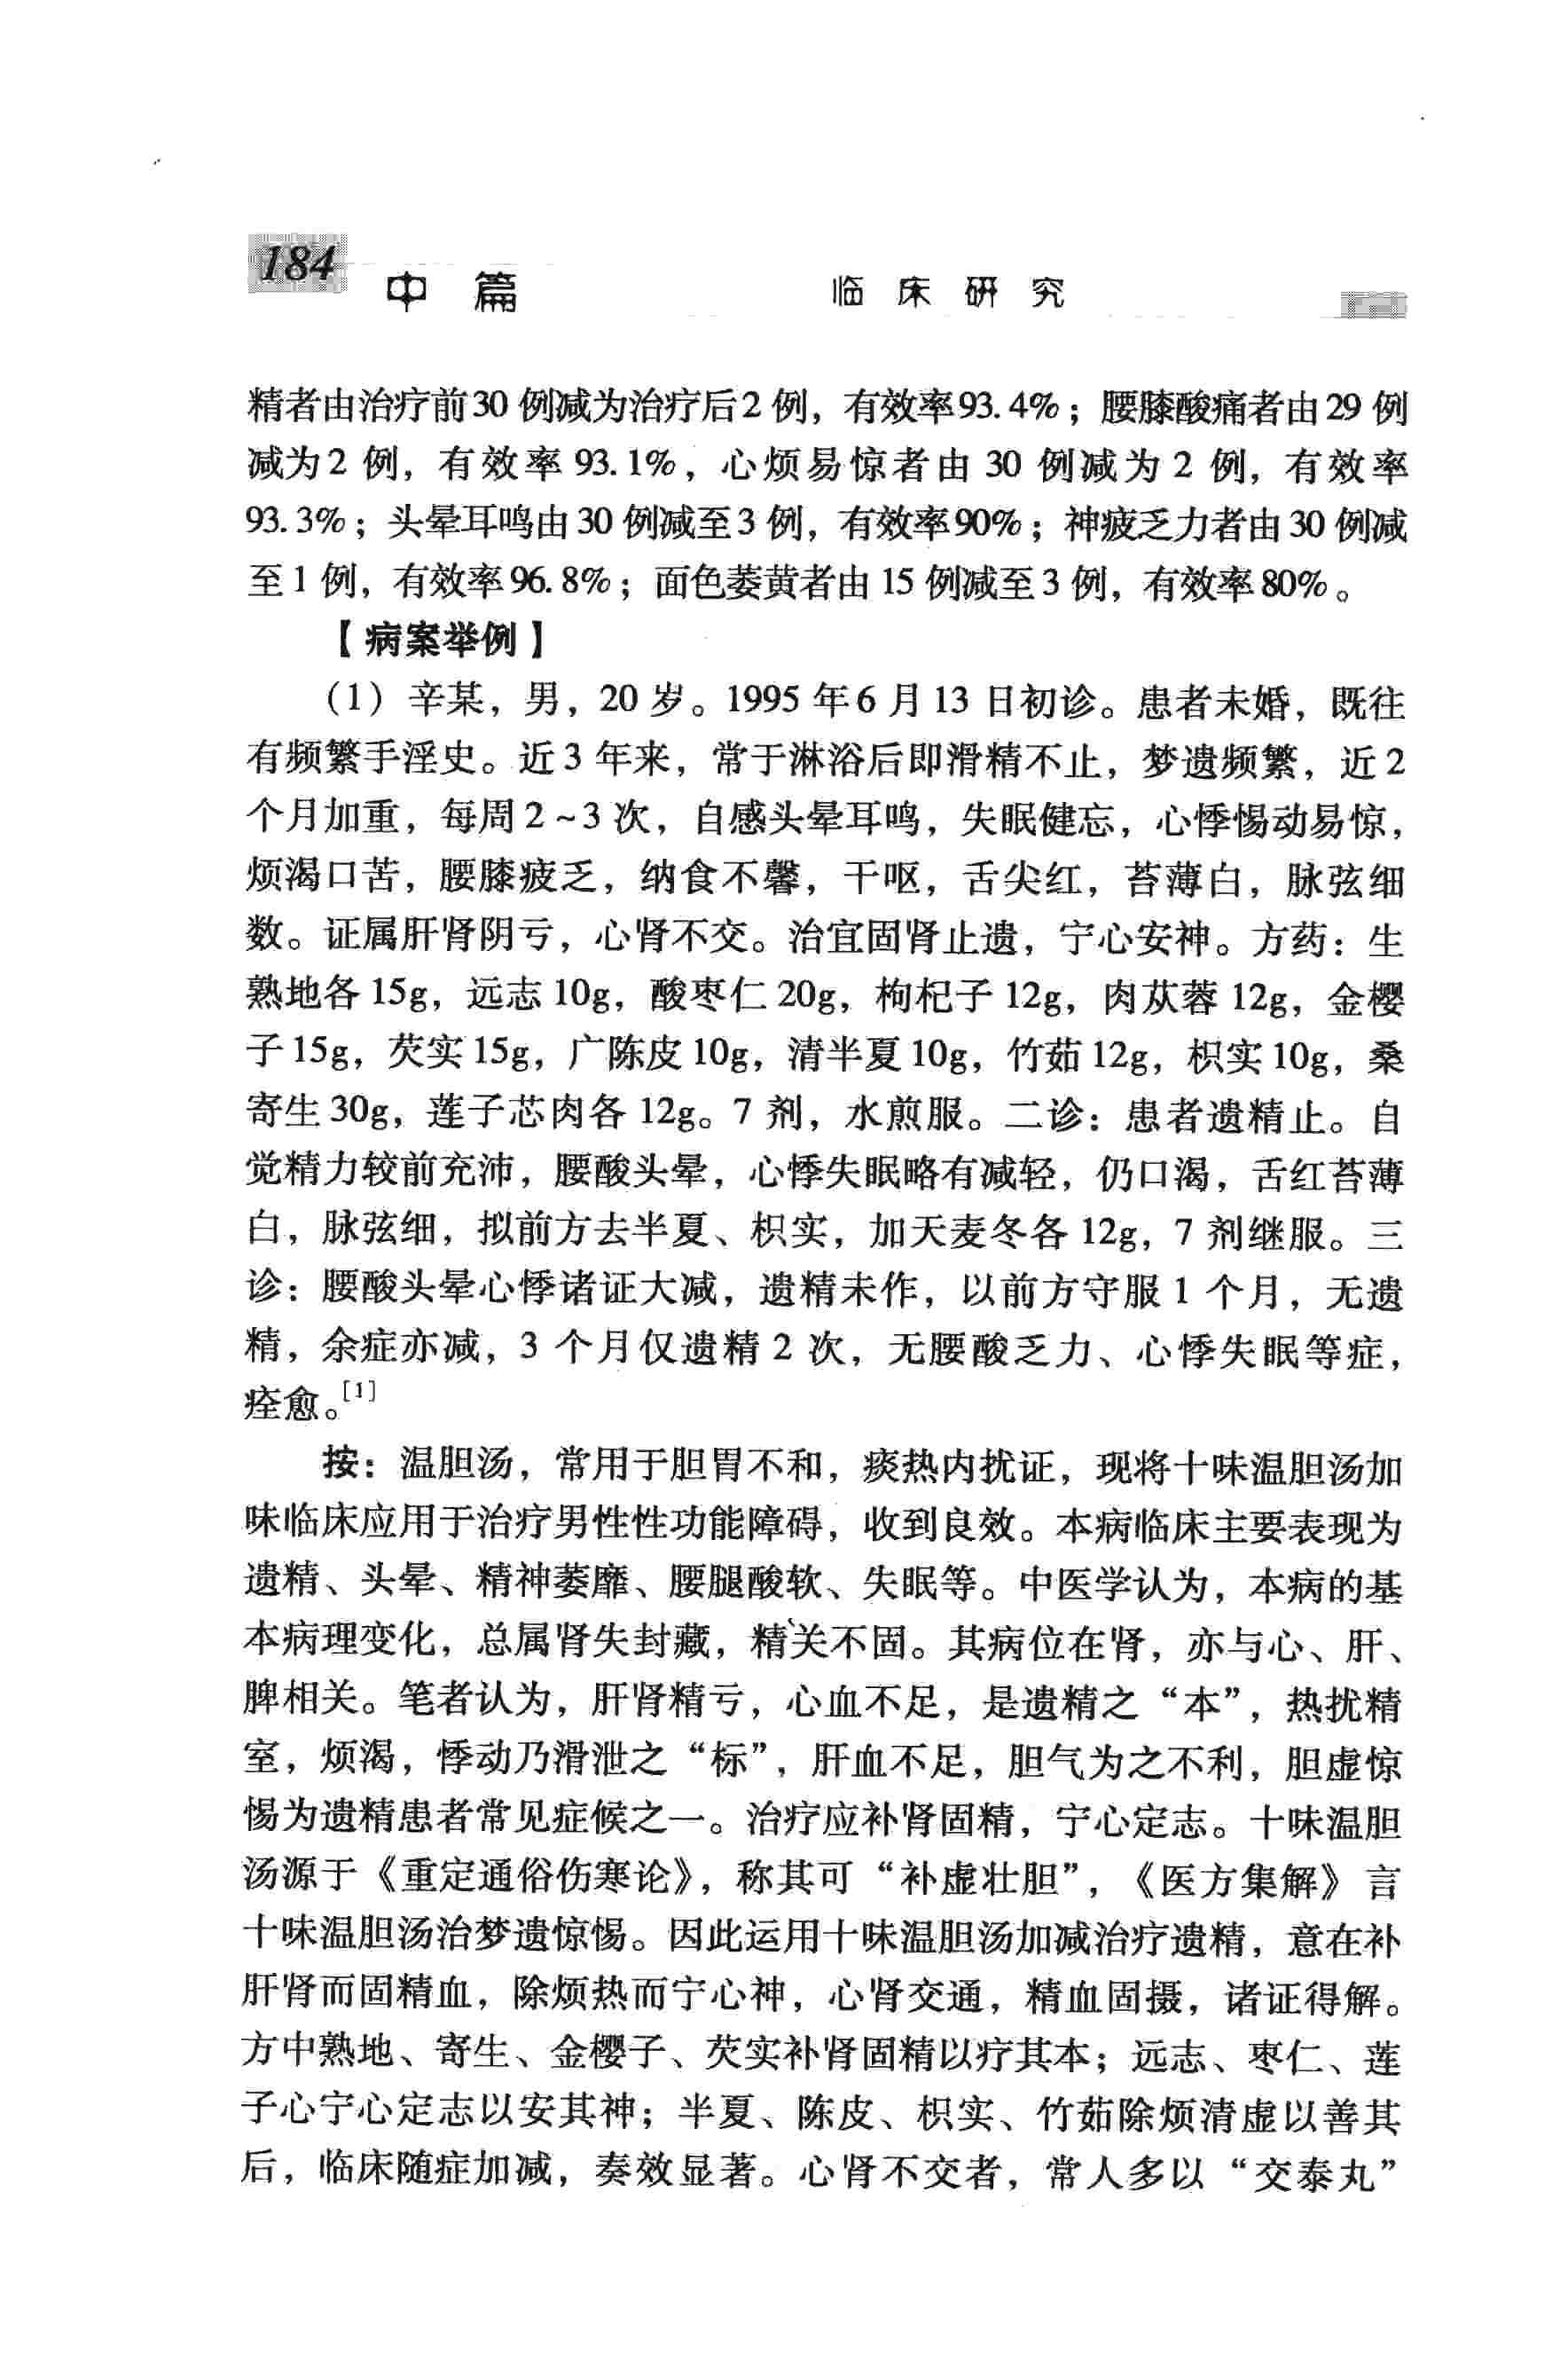 184
中 篇 临 床 研 究
精者由治疗前30 例减为治疗后2 例，有效率93.4%；腰膝酸痛者由29 例
减为2 例，有效率 93.1%，心烦易惊者由 30 例减为 2 例，有效率
93.3%；头晕耳鸣由30 例减至3 例，有效率90%；神疲乏力者由30 例减
至1 例，有效率96.8%；面色萎黄者由 15 例减至3 例，有效率80%。
【病案举例】
（1）辛某，男，20 岁。1995 年6 月13 日初诊。患者未婚，既往
有频繁手淫史。近3 年来，常于淋浴后即滑精不止，梦遗频繁，近2
个月加重，每周2~3 次，自感头晕耳鸣，失眠健忘，心悸惕动易惊，
烦渴口苦，腰膝疲乏，纳食不馨，干呕，舌尖红，苔薄白，脉弦细
数。证属肝肾阴亏，心肾不交。治宜固肾止遗，宁心安神。方药：生
熟地各 15g，远志 10g，酸枣仁 20g，枸杞子 12g，肉苁蓉 12g，金樱
子15g，芡实15g，广陈皮10g，清半夏10g，竹茹12g，枳实10g，桑
寄生30g，莲子芯肉各 12g。7 剂，水煎服。二诊：患者遗精止。自
觉精力较前充沛，腰酸头晕，心悸失眠略有减轻，仍口渴，舌红苔薄
白，脉弦细，拟前方去半夏、枳实，加天麦冬各 12g，7 剂继服。三
诊：腰酸头晕心悸诸证大减，遗精未作，以前方守服 1 个月，无遗
精，余症亦减，3 个月仅遗精 2 次，无腰酸乏力、心悸失眠等症，
痊愈。[1]
按：温胆汤，常用于胆胃不和，痰热内扰证，现将十味温胆汤加
味临床应用于治疗男性性功能障碍，收到良效。本病临床主要表现为
遗精、头晕、精神萎靡、腰腿酸软、失眠等。中医学认为，本病的基
本病理变化，总属肾失封藏，精关不固。其病位在肾，亦与心、肝、
脾相关。笔者认为，肝肾精亏，心血不足，是遗精之“本”，热扰精
室，烦渴，悸动乃滑泄之“标”，肝血不足，胆气为之不利，胆虚惊
惕为遗精患者常见症候之一。治疗应补肾固精，宁心定志。十味温胆
汤源于《重定通俗伤寒论》，称其可“补虚壮胆”，《医方集解》言
十味温胆汤治梦遗惊惕。因此运用十味温胆汤加减治疗遗精，意在补
肝肾而固精血，除烦热而宁心神，心肾交通，精血固摄，诸证得解。
方中熟地、寄生、金樱子、芡实补肾固精以疗其本；远志、枣仁、莲
子心宁心定志以安其神；半夏、陈皮、枳实、竹茹除烦清虚以善其
后，临床随症加减，奏效显著。心肾不交者，常人多以“交泰丸”